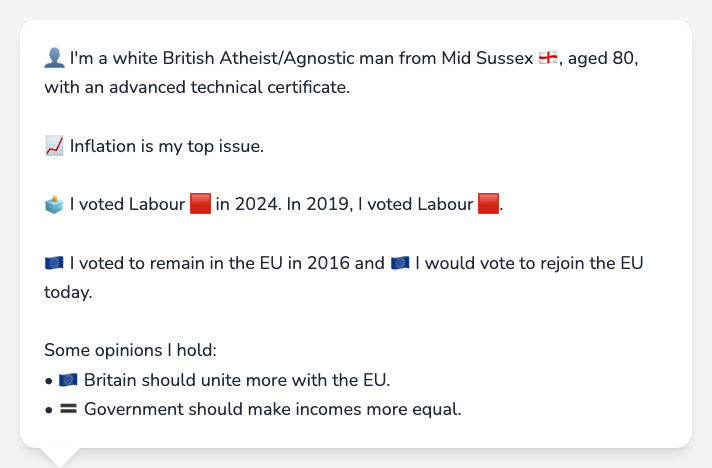 👤 I'm a white British Atheist/Agnostic man from Mid Sussex 🏴󠁧󠁢󠁥󠁮󠁧󠁿, aged 80,
with an advanced technical certificate.
📈 Inflation is my top issue.
🗳️ I voted Labour 🟥 in 2024. In 2019, I voted Labour 🟥.
🇪🇺 I voted to remain in the EU in 2016 and 🇪🇺 I would vote to rejoin the EU
today.
Some opinions I hold:
• 🇪🇺 Britain should unite more with the EU.
• 🟰 Government should make incomes more equal.